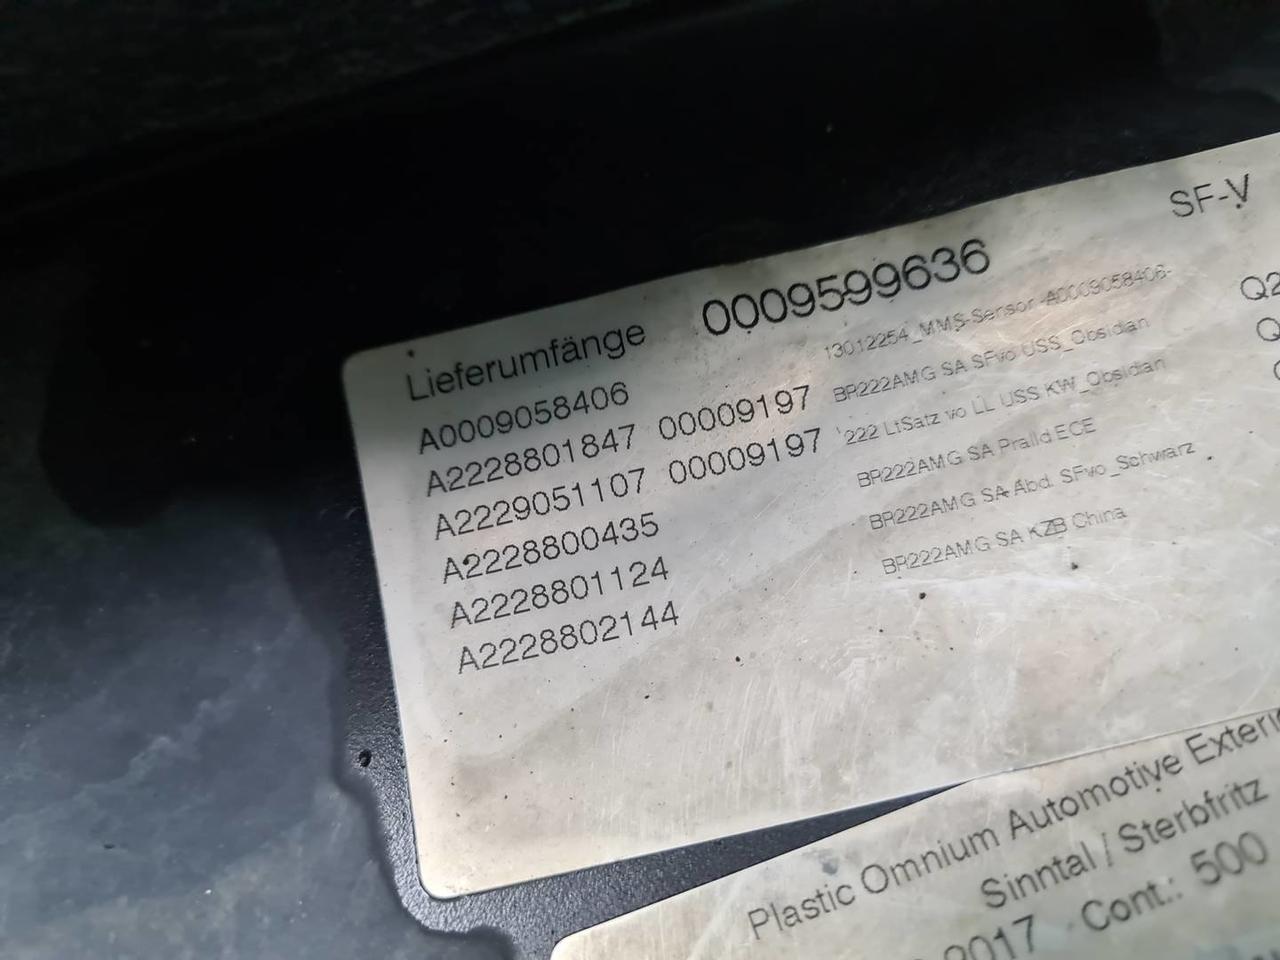 SF-V
Lieferumfänge 0009599636
A0009058406 13012254_MMS-Sensor -A0009058406-
A2228801847 00009197 BR222AMG SA SFvo USS_Obsidian
A2229051107 00009197 '222 LtSatz vo LL USS KW_Obsidian
A2228800435 BR222AMG SA Pralld ECE
A2228801124 BR222AMG SA Abd. SFvo_Schwarz
A2228802144 BR222AMG SA KZB China
Plastic Omnium Automotive Exteri
Sinntal / Sterbfritz
2017 Cont.: 500